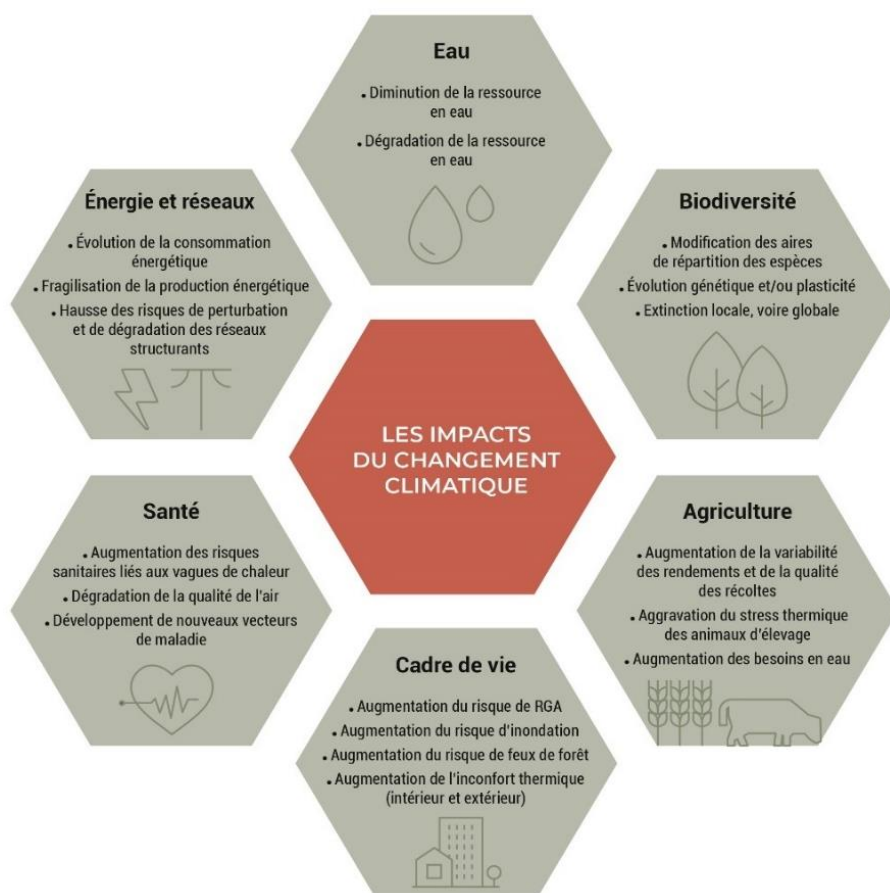 Eau
• Diminution de la ressource
en eau
• Dégradation de la ressource
en eau
Énergie et réseaux
• Évolution de la consommation
énergétique
• Fragilisation de la production énergétique
• Hausse des risques de perturbation
et de dégradation des réseaux
structurants
Biodiversité
• Modification des aires
de répartition des espèces
• Évolution génétique et/ou plasticité
• Extinction locale, voire globale
LES IMPACTS
DU CHANGEMENT
CLIMATIQUE
Santé
• Augmentation des risques
sanitaires liés aux vagues de chaleur
• Dégradation de la qualité de l'air
• Développement de nouveaux vecteurs
de maladie
Agriculture
• Augmentation de la variabilité
des rendements et de la qualité
des récoltes
• Aggravation du stress thermique
des animaux d'élevage
• Augmentation des besoins en eau
Cadre de vie
• Augmentation du risque de RGA
• Augmentation du risque d'inondation
• Augmentation du risque de feux de forêt
• Augmentation de l'inconfort thermique
(intérieur et extérieur)